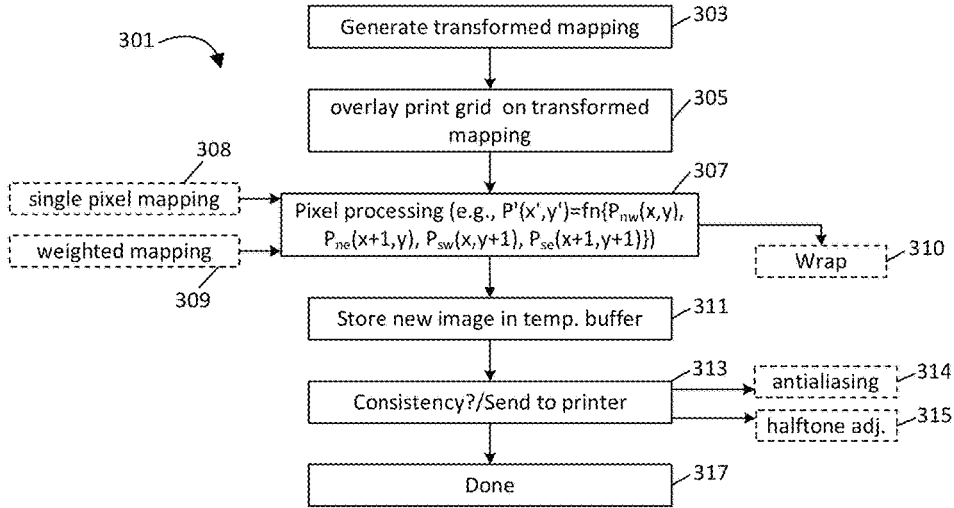 303
Generate transformed mapping
301
305
overlay print grid on transformed
mapping
308
307
single pixel mapping
Pixel processing (e.g., P'(x',y')=fn{Pnw(x,y),
Pne(x+1,y), Psw(x,y+1), Pse(x+1,y+1)})
weighted mapping
310
Wrap
309
311
Store new image in temp. buffer
313
314
antialiasing
Consistency?/Send to printer
315
halftone adj.
317
Done